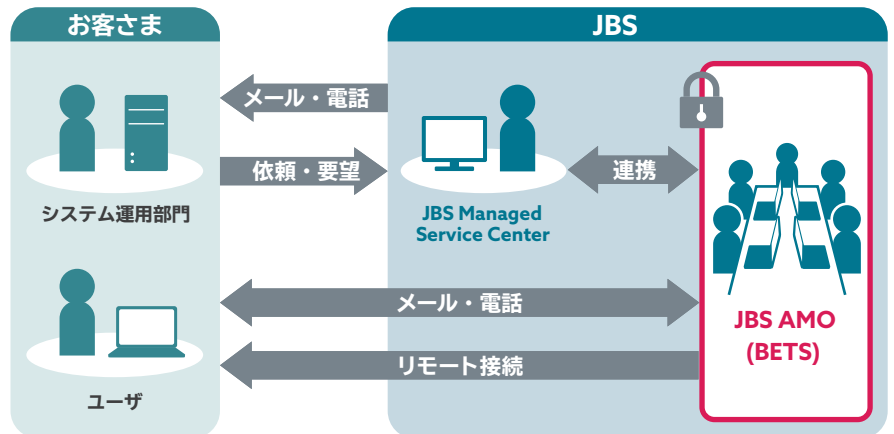 お客さま
JBS
メール・電話
依頼・要望
連携
システム運用部門
JBS Managed
Service Center
メール・電話
JBS AMO
(BETS)
リモート接続
ユーザ